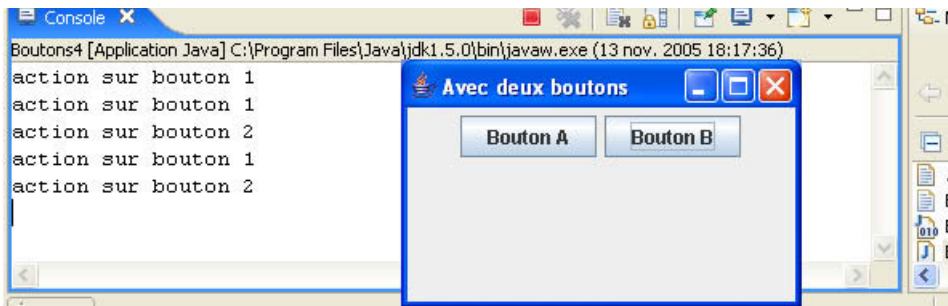 Console
Boutons4 [Application Java] C:\Program Files\Java\jdk1.5.0\bin\javaw.exe (13 nov. 2005 18:17:36)
action sur bouton 1
action sur bouton 1
action sur bouton 2
action sur bouton 1
action sur bouton 2
Avec deux boutons
Bouton A
Bouton B